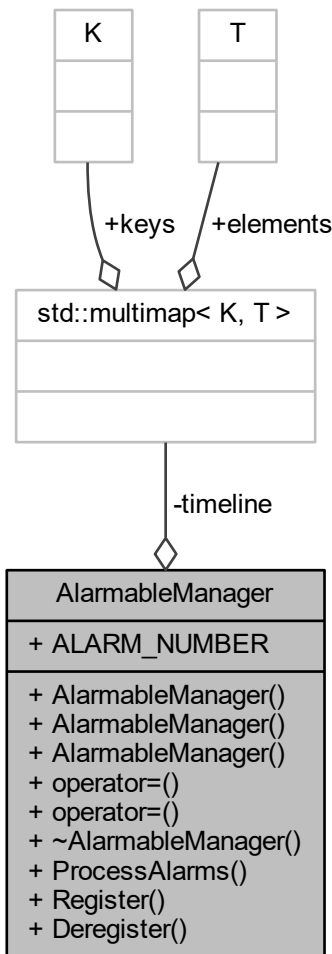 K
T
+keys
+elements
std::multimap< K, T >
-timeline
AlarmableManager
+ ALARM_NUMBER
+ AlarmableManager()
+ AlarmableManager()
+ AlarmableManager()
+ operator=()
+ operator=()
+ ~AlarmableManager()
+ ProcessAlarms()
+ Register()
+ Deregister()